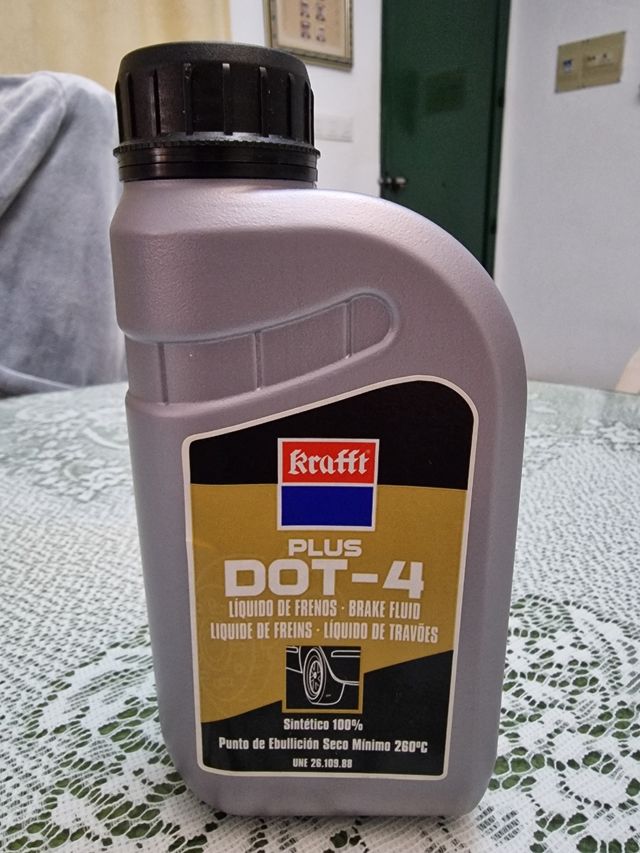 krafft
PLUS
DOT-4
LÍQUIDO DE FRENOS · BRAKE FLUID
LIQUIDE DE FREINS · LÍQUIDO DE TRAVÕES
Sintético 100%
Punto de Ebullición Seco Mínimo 260ºC
UNE 26.109.88